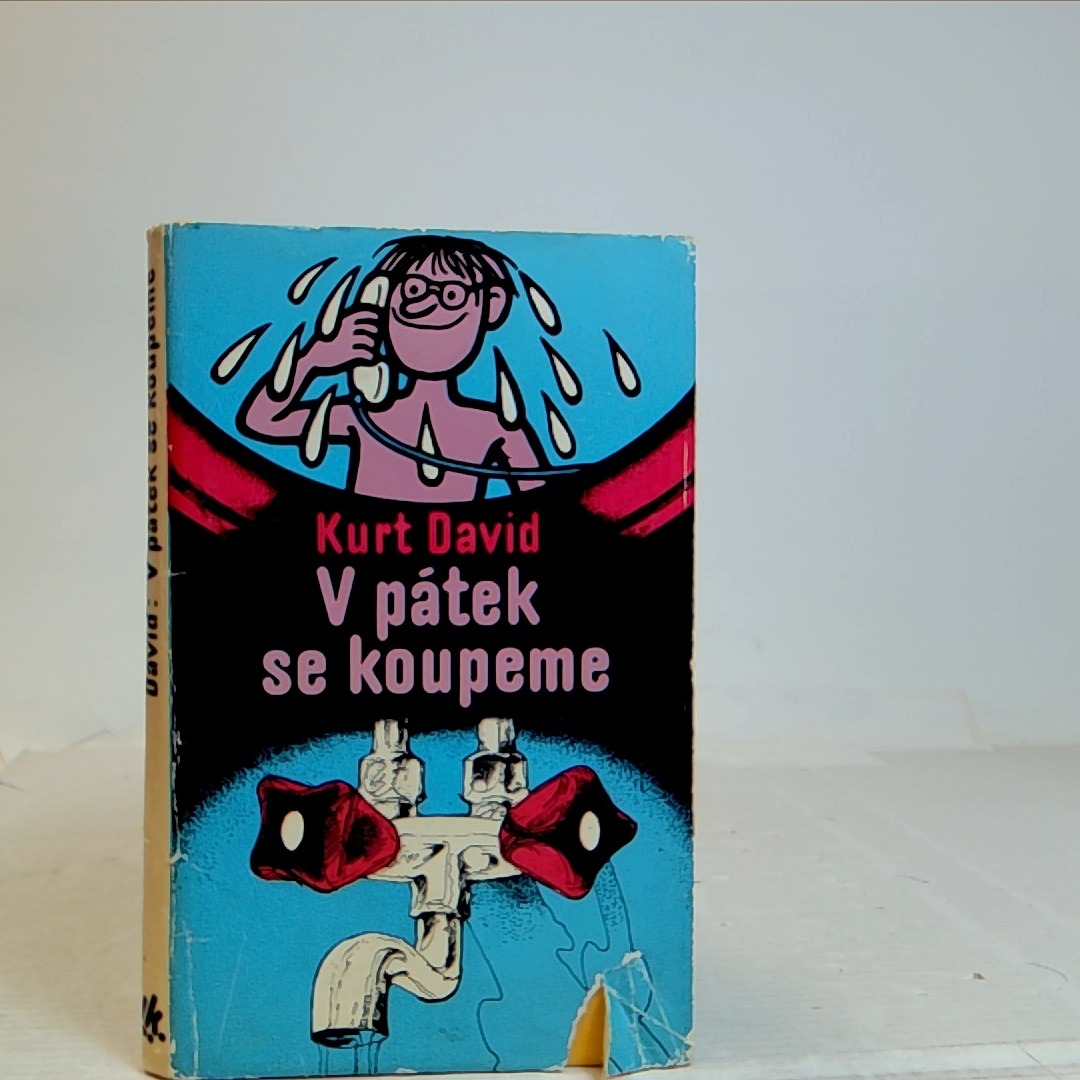 Kurt David
V pátek
se koupeme
David: V pátek se koupeme